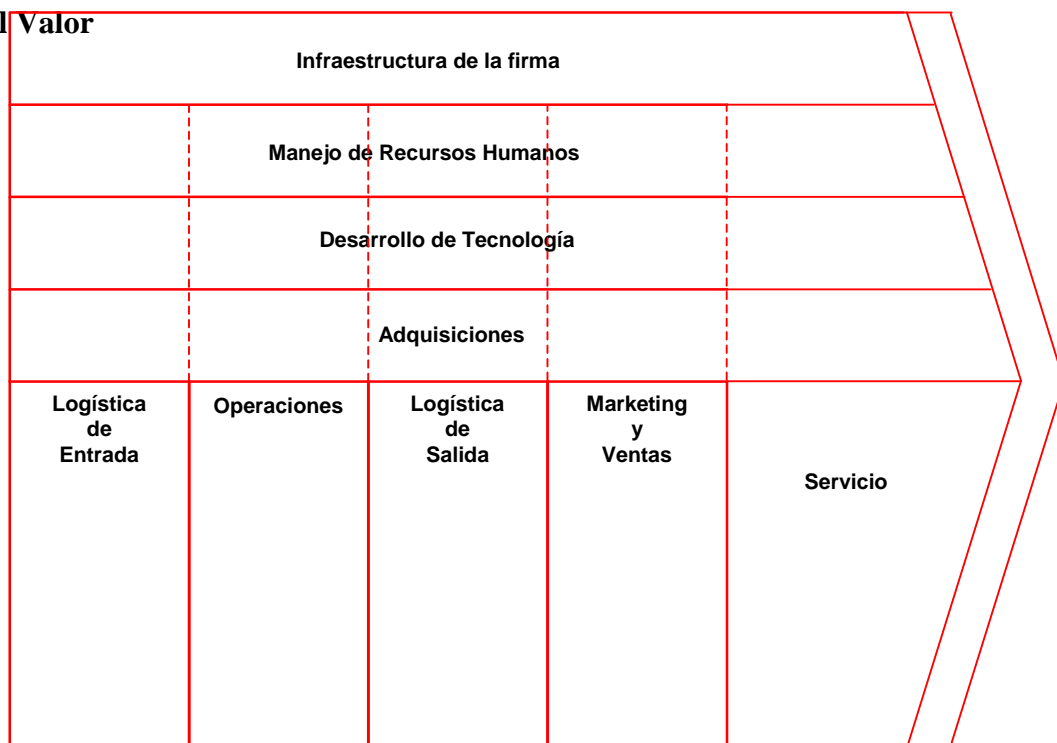 l Valor
Infraestructura de la firma
Manejo de Recursos Humanos
Desarrollo de Tecnología
Adquisiciones
Logística
de
Entrada
Operaciones
Logística
de
Salida
Marketing
y
Ventas
Servicio